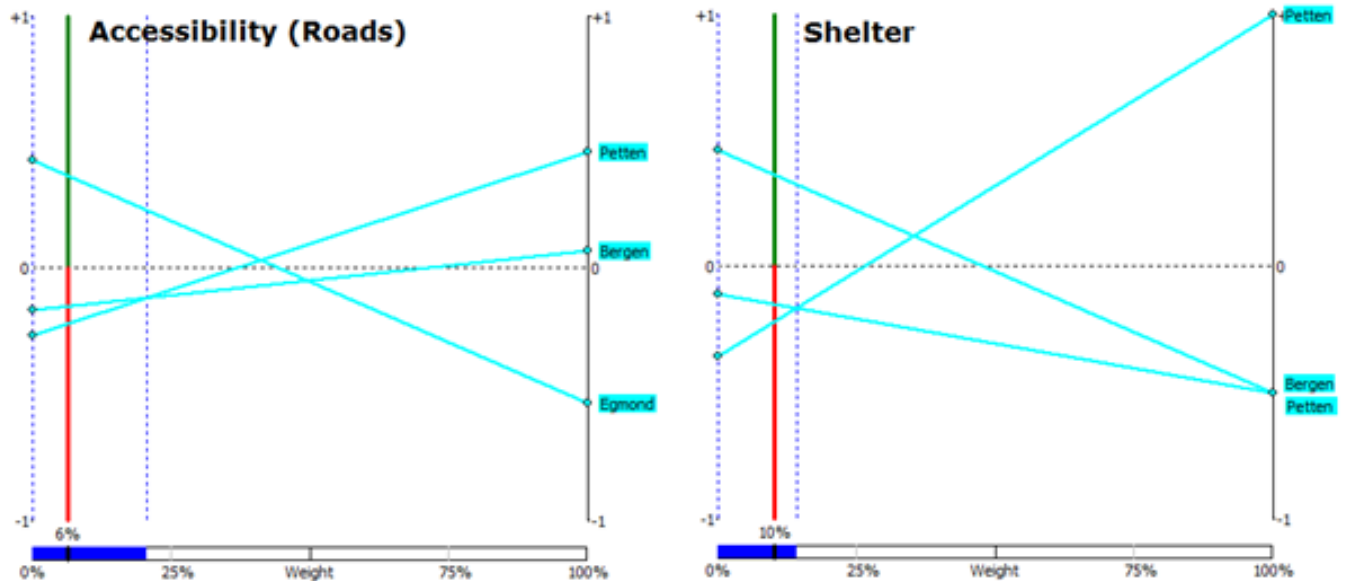 +1
Accessibility (Roads)
+1
Petten
Bergen
0
0
Egmond
-1
-1
6%
0%
25%
Weight
75%
100%
+1
Shelter
+1
Petten
0
0
Bergen
Petten
-1
-1
10%
0%
25%
Weight
75%
100%